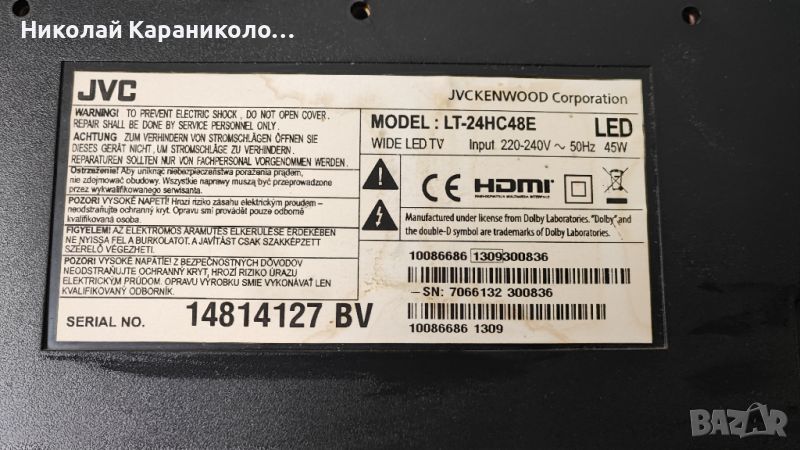 Николай Караниколо...
JVC
JVCKENWOOD Corporation
WARNING! TO PREVENT ELECTRIC SHOCK , DO NOT OPEN COVER.
REPAIR SHALL BE DONE BY SERVICE PERSONNEL ONLY.
ACHTUNG ZUM VERHINDERN VON STROMSCHLÄGEN ÖFFNEN SIE
DIESES GERÄT NICHT, UM STROMSCHLÄGE ZU VERHINDERN.
REPARATUREN SOLLTEN NUR VON FACHPERSONAL VORGENOMMEN WERDEN.
Ostrzeżenie! Aby uniknąć niebezpieczeństwa porażenia prądem,
nie zdejmować obudowy. Wszystkie naprawy muszą być przeprowadzane
przez wykwalifikowanego serwisanta.
POZOR! VYSOKÉ NAPETÍ! Hrozí riziko zásahu elektrickým proudem –
neodstraňujte ochranný kryt. Opravu smí provádět pouze odborně
kvalifikovaná osoba.
FIGYELEM! AZ ELEKTROMOS ÁRAMÜTÉS ELKERÜLÉSE ÉRDEKÉBEN
NE NYISSA FEL A BURKOLATOT. A JAVÍTÁST CSAK SZAKKÉPZETT
SZERELŐ VÉGEZHETI.
POZOR! VYSOKÉ NAPÄTIE! Z BEZPEČNOSTNÝCH DÔVODOV
NEODSTRAŇUJTE OCHRANNÝ KRYT, HROZÍ RIZIKO ÚRAZU
ELEKTRICKÝM PRÚDOM. OPRAVU VÝROBKU SMIE VYKONÁVAŤ LEN
KVALIFIKOVANÝ ODBORNÍK.
SERIAL NO. 14814127 BV
MODEL : LT-24HC48E LED
WIDE LED TV Input 220-240V ~ 50Hz 45W
CE HDMI
Manufactured under license from Dolby Laboratories. "Dolby"and
the double-D symbol are trademarks of Dolby Laboratories.
10086686 1309300836
-SN: 7066132 300836
10086686 1309
BAZAR